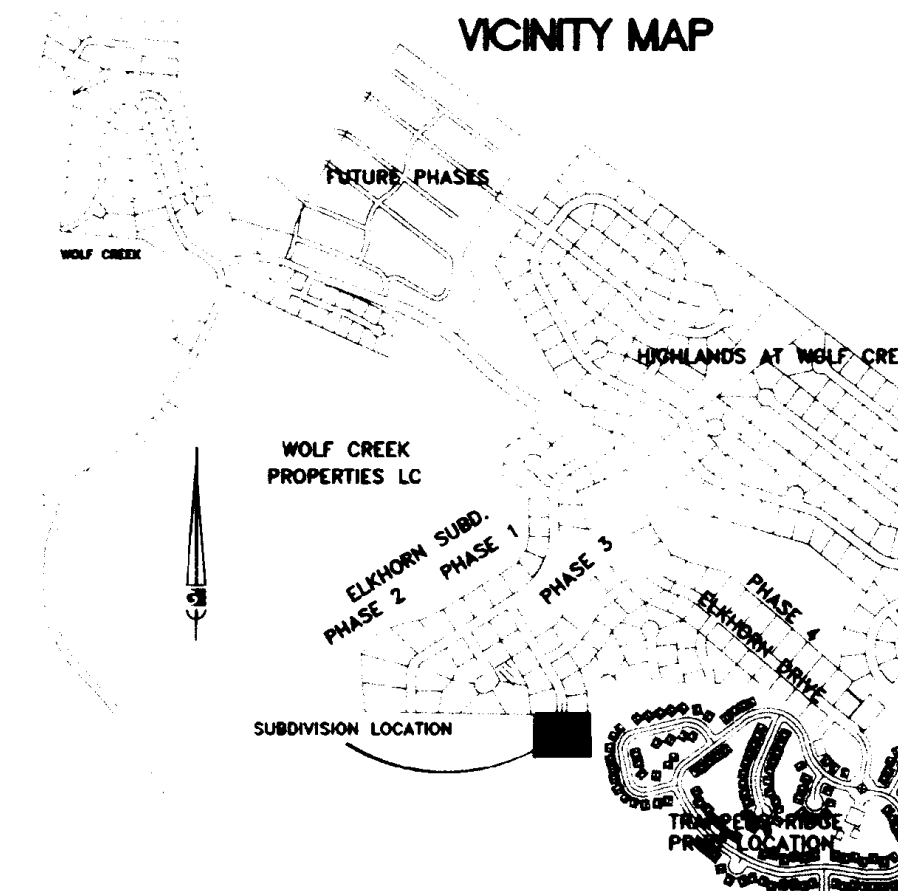 VICINITY MAP
FUTURE PHASES
WOLF CREEK
HIGHLANDS AT WOLF CRE
WOLF CREEK
PROPERTIES LC
ELKHORN SUBD.
PHASE 1
PHASE 2
PHASE 3
PHASE 4
ELKHORN DRIVE
SUBDIVISION LOCATION
RIDGE
LOCATION